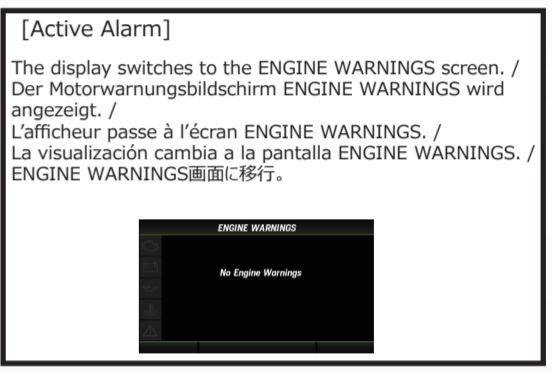 [Active Alarm]
The display switches to the ENGINE WARNINGS screen. /
Der Motorwarnungsbildschirm ENGINE WARNINGS wird
angezeigt. /
L’afficheur passe à l’écran ENGINE WARNINGS. /
La visualización cambia a la pantalla ENGINE WARNINGS. /
ENGINE WARNINGS画面に移行。
ENGINE WARNINGS
No Engine Warnings